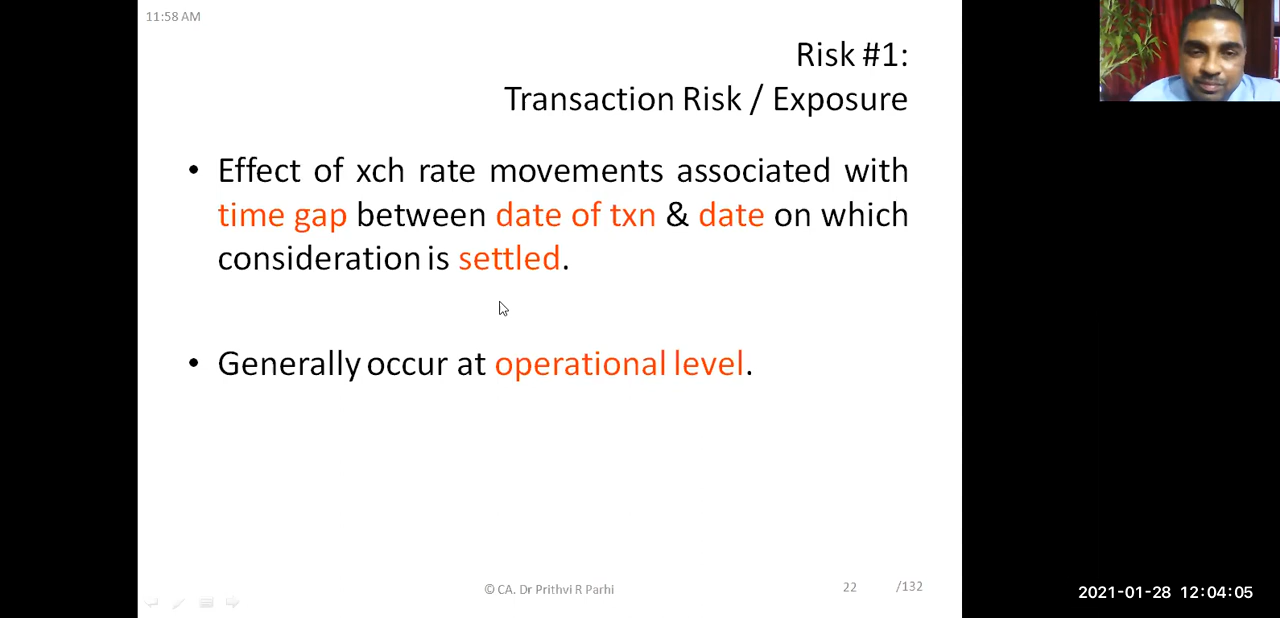 11:58 AM
Risk #1:
Transaction Risk / Exposure
• Effect of xch rate movements associated with
time gap between date of txn & date on which
consideration is settled.
• Generally occur at operational level.
© CA. Dr Prithvi R Parhi
22
/132
2021-01-28 12:04:05